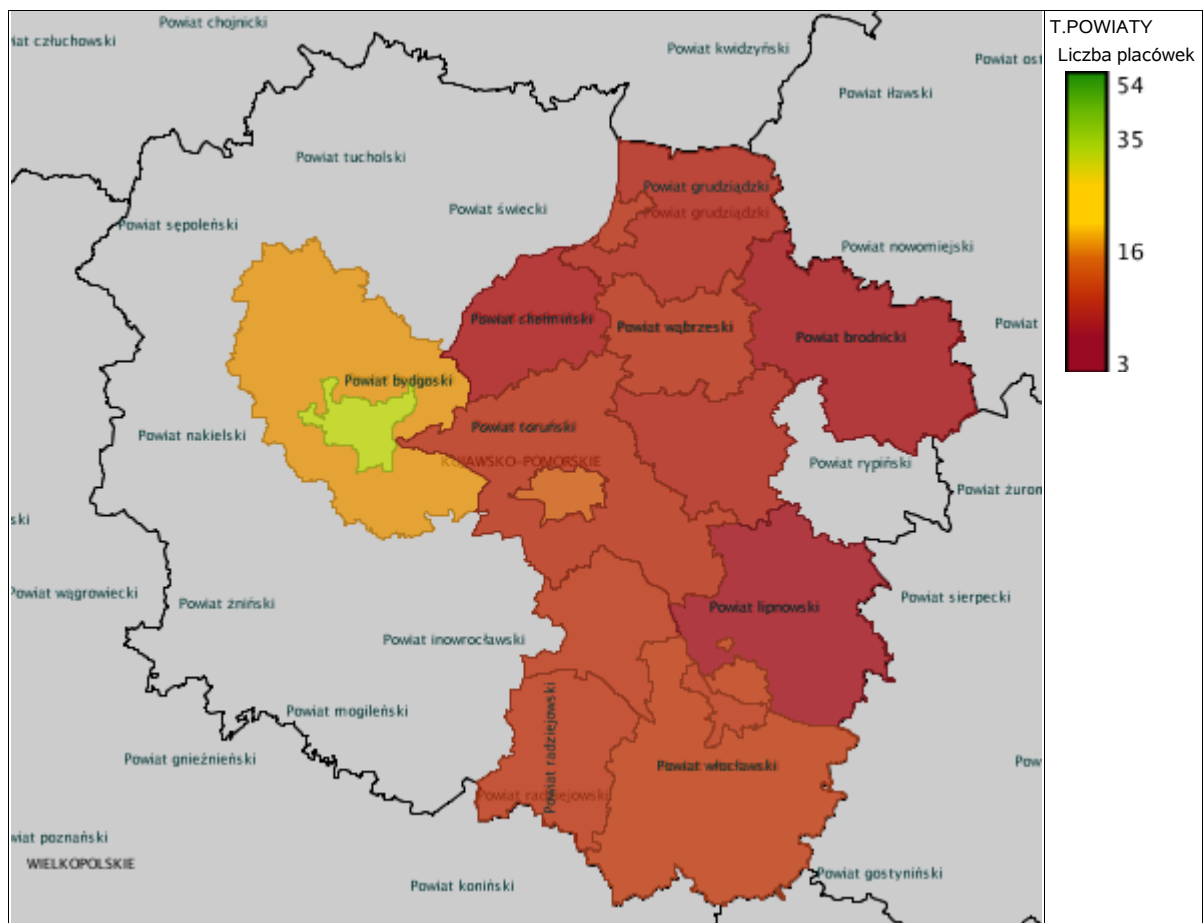 Powiat chojnicki
iat człuchowski
Powiat kwidzyński
Powiat ost
Powiat iławski
Powiat tucholski
Powiat grudziądzki
Powiat świecki
Powiat grudziądzki
Powiat sępoleński
Powiat nowomiejski
Powiat chełmiński
Powiat wąbrzeski
Powiat
Powiat brodnicki
Powiat bydgoski
Powiat toruński
Powiat nakielski
KUJAWSKO-POMORSKIE
Powiat rypiński
Powiat żuron
ski
Powiat wągrowiecki
Powiat żniński
Powiat lipnowski
Powiat sierpecki
Powiat inowrocławski
Powiat mogileński
Powiat radziejowski
Powiat gnieźnieński
Powiat włocławski
Pow
Powiat radziejowski
wiat poznański
WIELKOPOLSKIE
Powiat koniński
Powiat gostyniński
T.POWIATY
Liczba placówek
54
35
16
3